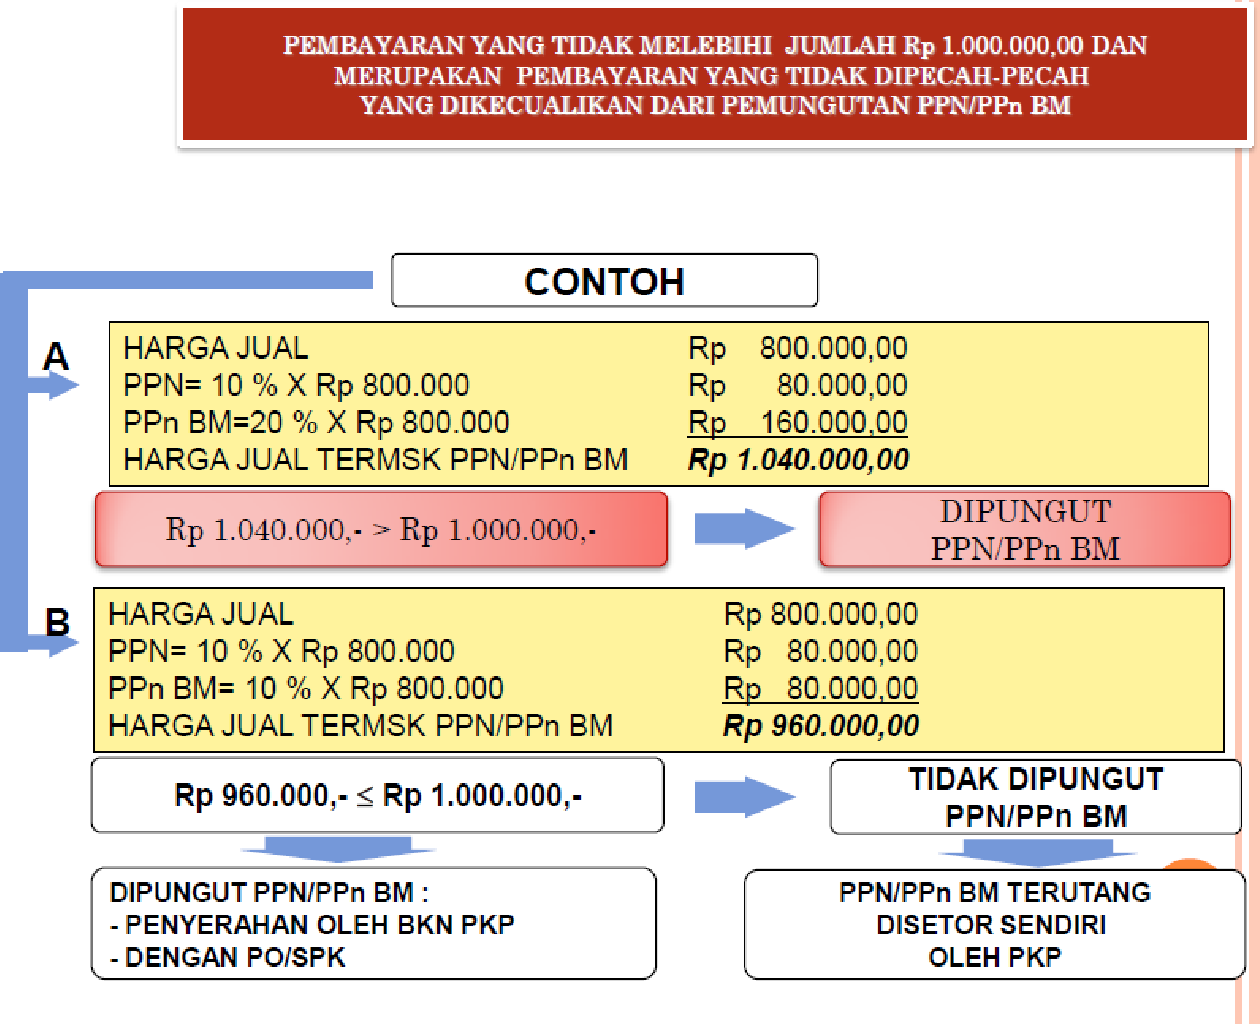 PEMBAYARAN YANG TIDAK MELEBIHI JUMLAH Rp 1.000.000,00 DAN
MERUPAKAN PEMBAYARAN YANG TIDAK DIPECAH-PECAH
YANG DIKECUALIKAN DARI PEMUNGUTAN PPN/PPn BM
CONTOH
A
HARGA JUAL Rp 800.000,00
PPN= 10 % X Rp 800.000 Rp 80.000,00
PPn BM=20 % X Rp 800.000 Rp 160.000,00
HARGA JUAL TERMSK PPN/PPn BM Rp 1.040.000,00
Rp 1.040.000,- > Rp 1.000.000,-
DIPUNGUT
PPN/PPn BM
B
HARGA JUAL Rp 800.000,00
PPN= 10 % X Rp 800.000 Rp 80.000,00
PPn BM= 10 % X Rp 800.000 Rp 80.000,00
HARGA JUAL TERMSK PPN/PPn BM Rp 960.000,00
Rp 960.000,- ≤ Rp 1.000.000,-
TIDAK DIPUNGUT
PPN/PPn BM
DIPUNGUT PPN/PPn BM :
- PENYERAHAN OLEH BKN PKP
- DENGAN PO/SPK
PPN/PPn BM TERUTANG
DISETOR SENDIRI
OLEH PKP